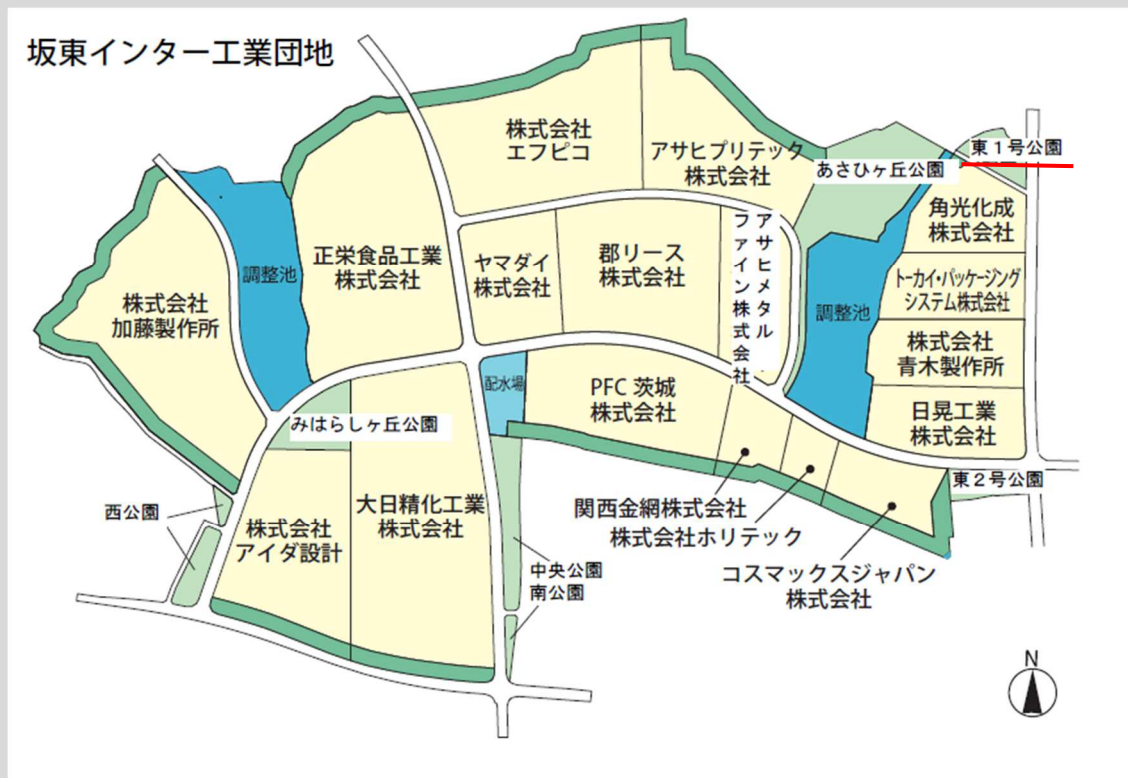 坂東インター工業団地
株式会社
エフピコ
アサヒプリテック
株式会社
東１号公園
あさひヶ丘公園
角光化成
株式会社
正栄食品工業
株式会社
ヤマダイ
株式会社
郡リース
株式会社
アサヒメタル
ファイン株式会社
調整池
調整池
トーカイ・パッケージング
システム株式会社
株式会社
加藤製作所
株式会社
青木製作所
配水場
PFC 茨城
株式会社
日晃工業
株式会社
みはらしヶ丘公園
東２号公園
西公園
株式会社
アイダ設計
大日精化工業
株式会社
関西金網株式会社
株式会社ホリテック
コスマックスジャパン
株式会社
中央公園
南公園
N